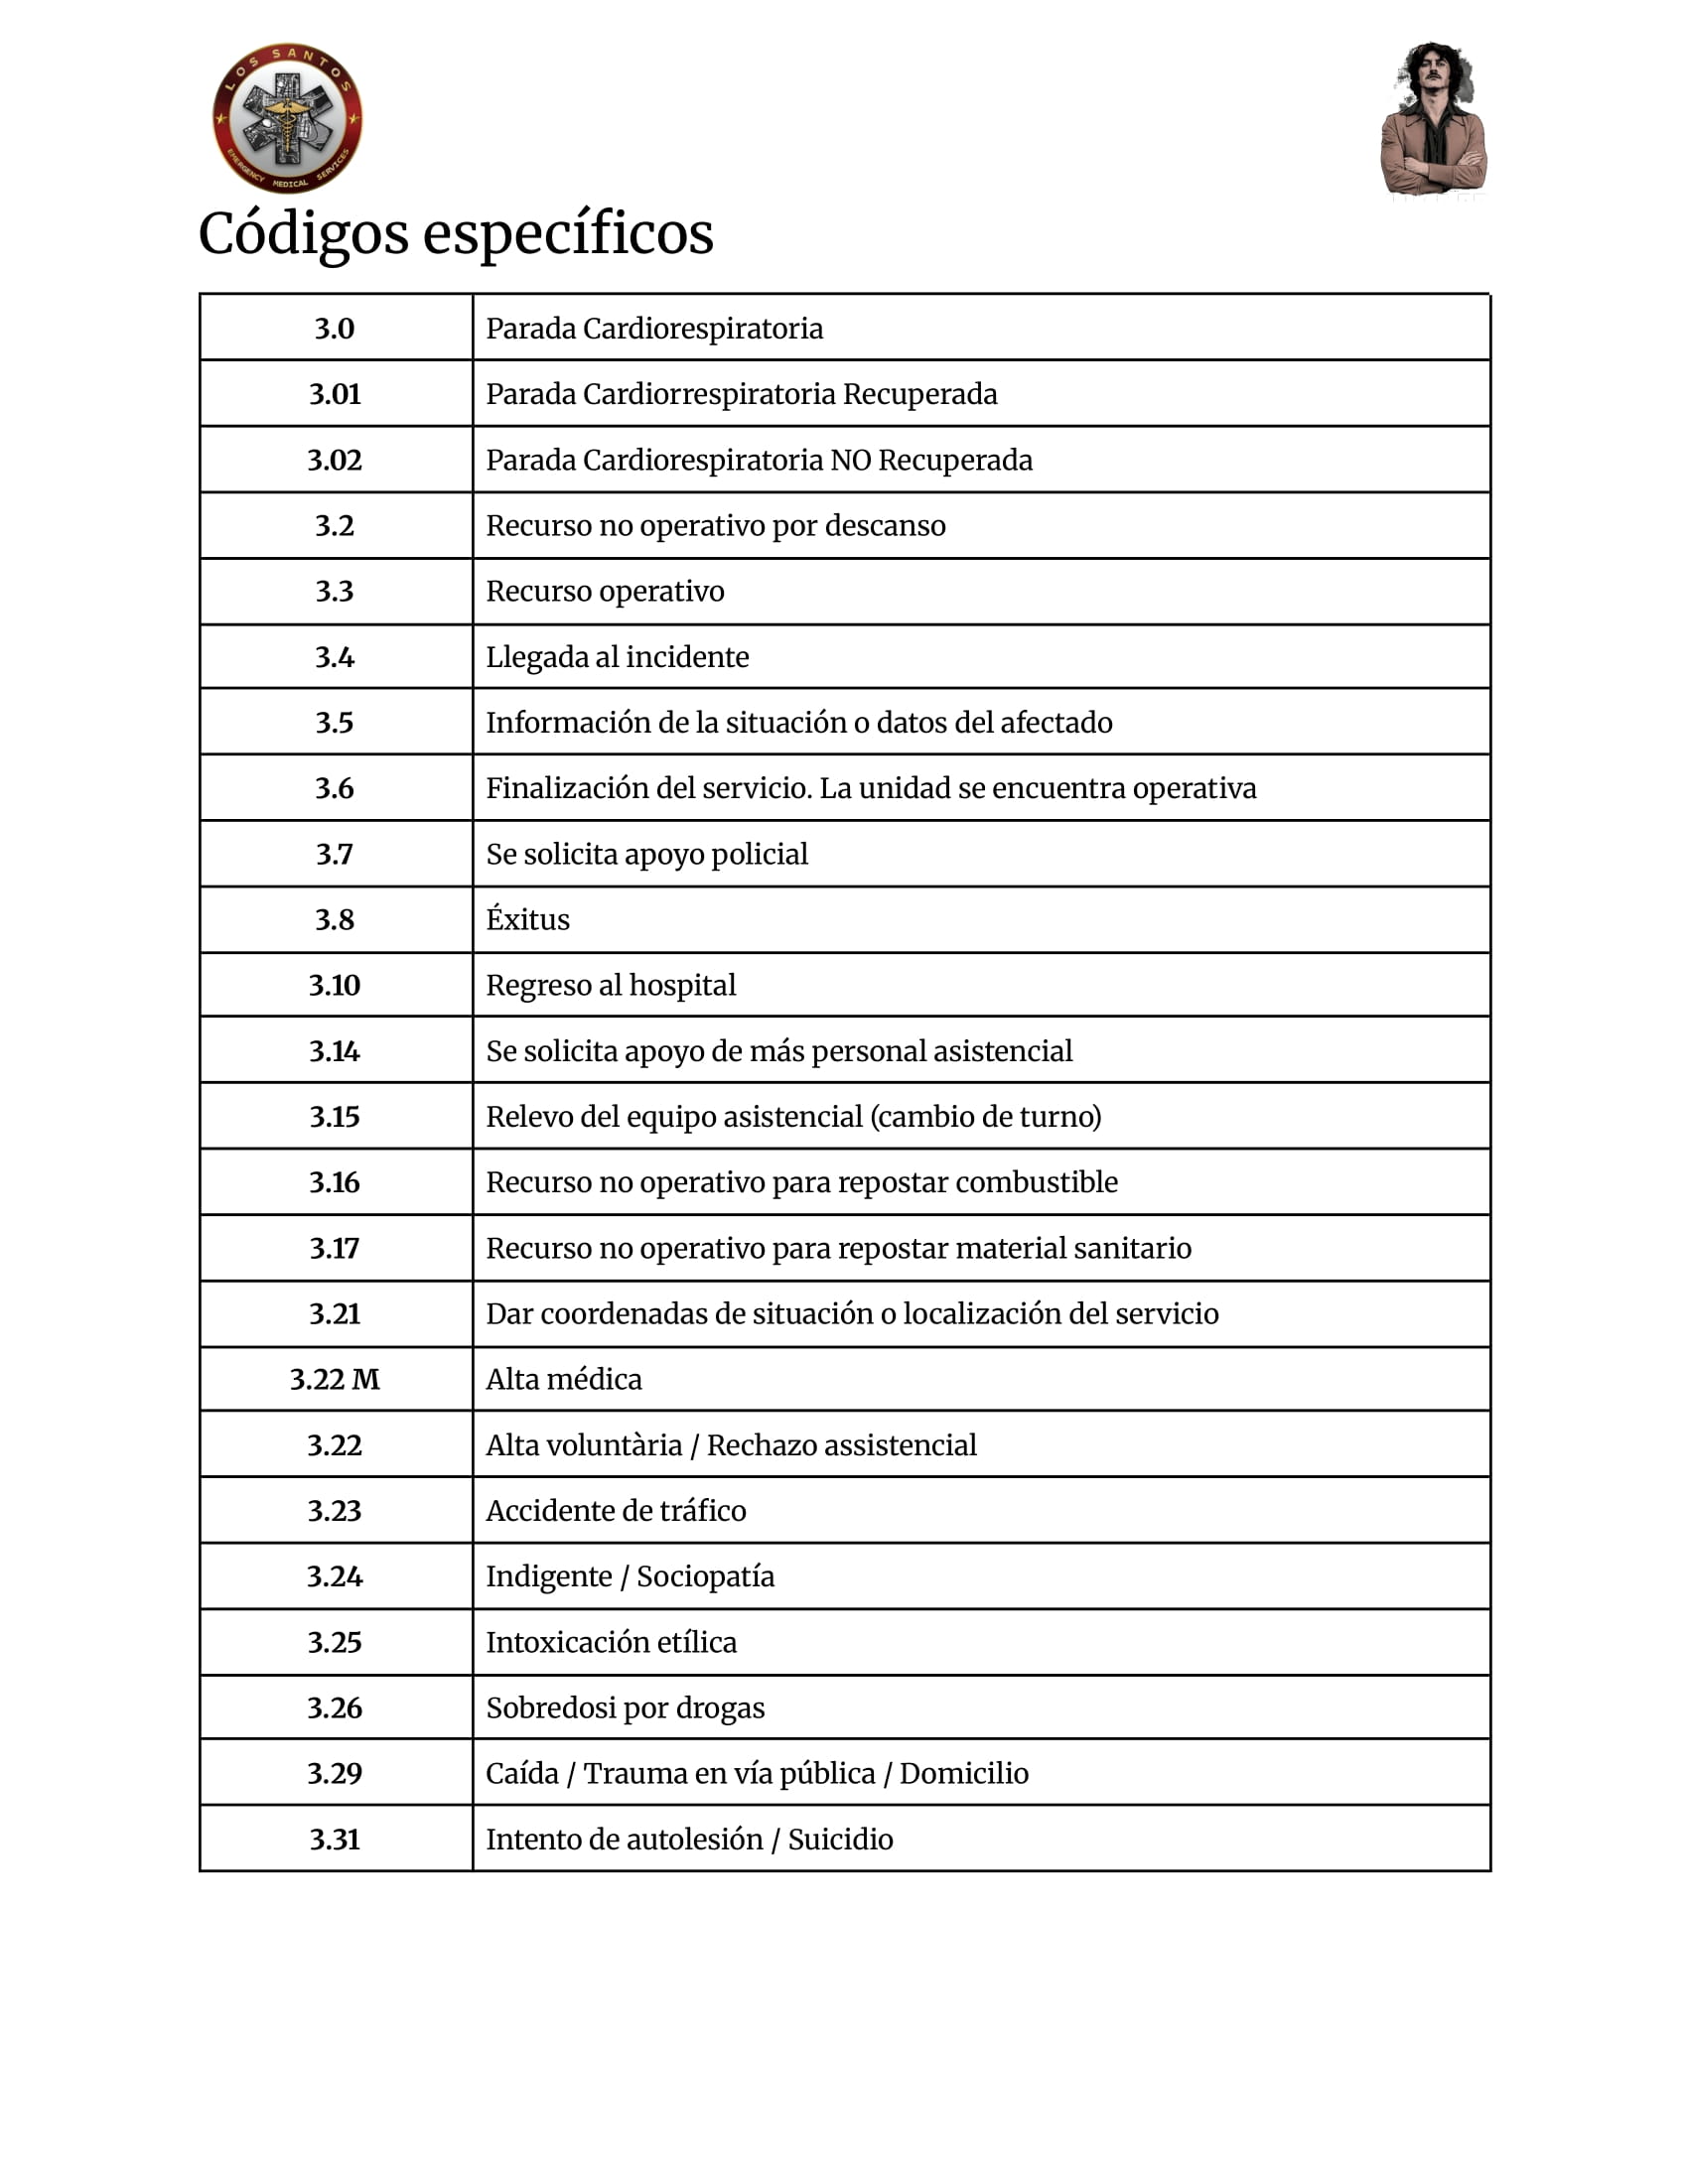 LOS SANTOS
EMERGENCY MEDICAL SERVICES
Códigos específicos
3.0 Parada Cardiorespiratoria
3.01 Parada Cardiorrespiratoria Recuperada
3.02 Parada Cardiorespiratoria NO Recuperada
3.2 Recurso no operativo por descanso
3.3 Recurso operativo
3.4 Llegada al incidente
3.5 Información de la situación o datos del afectado
3.6 Finalización del servicio. La unidad se encuentra operativa
3.7 Se solicita apoyo policial
3.8 Éxitus
3.10 Regreso al hospital
3.14 Se solicita apoyo de más personal asistencial
3.15 Relevo del equipo asistencial (cambio de turno)
3.16 Recurso no operativo para repostar combustible
3.17 Recurso no operativo para repostar material sanitario
3.21 Dar coordenadas de situación o localización del servicio
3.22 M Alta médica
3.22 Alta voluntària / Rechazo assistencial
3.23 Accidente de tráfico
3.24 Indigente / Sociopatía
3.25 Intoxicación etílica
3.26 Sobredosi por drogas
3.29 Caída / Trauma en vía pública / Domicilio
3.31 Intento de autolesión / Suicidio